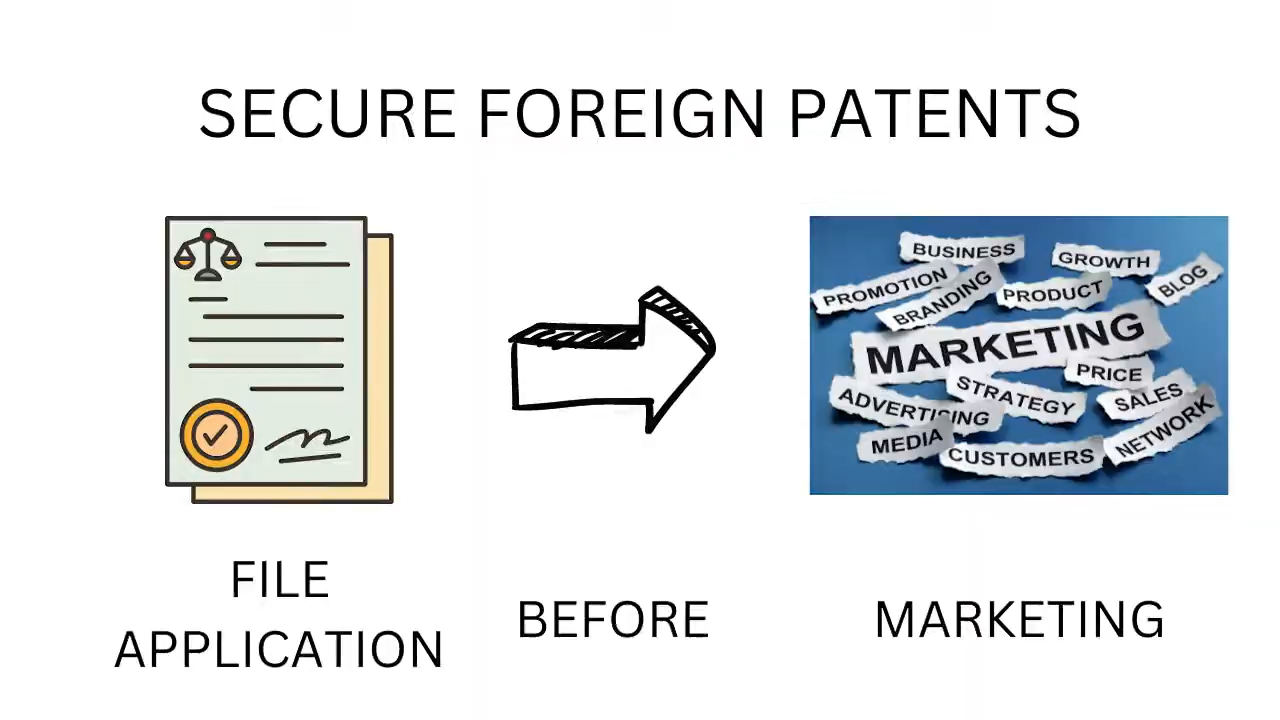 SECURE FOREIGN PATENTS
BUSINESS
GROWTH
PROMOTION
BRANDING
PRODUCT
BLOG
MARKETING
PRICE
STRATEGY
SALES
ADVERTISING
NETWORK
MEDIA
CUSTOMERS
FILE
APPLICATION
BEFORE
MARKETING